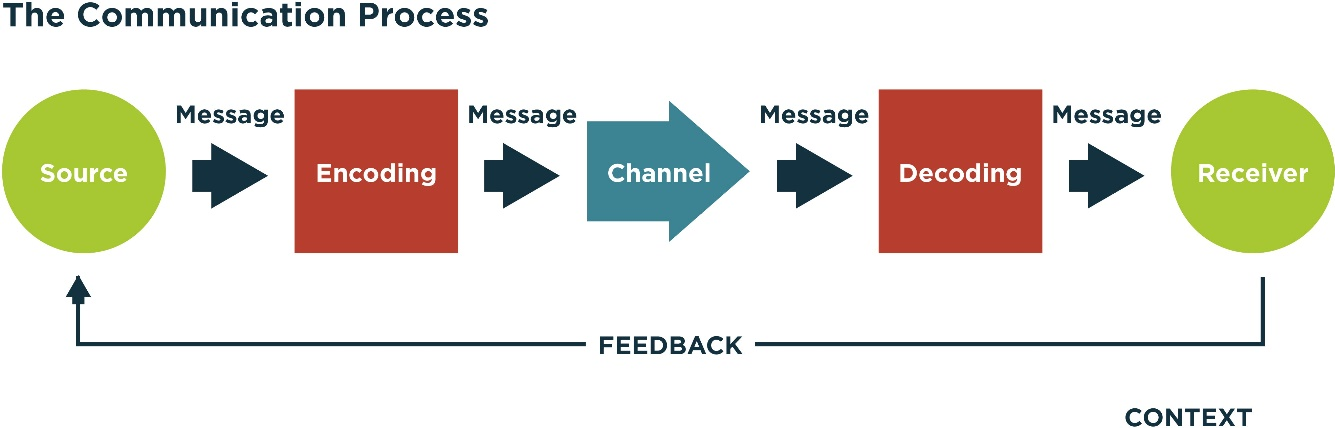 The Communication Process
Message Message Message Message
Source Encoding Channel Decoding Receiver
FEEDBACK
CONTEXT